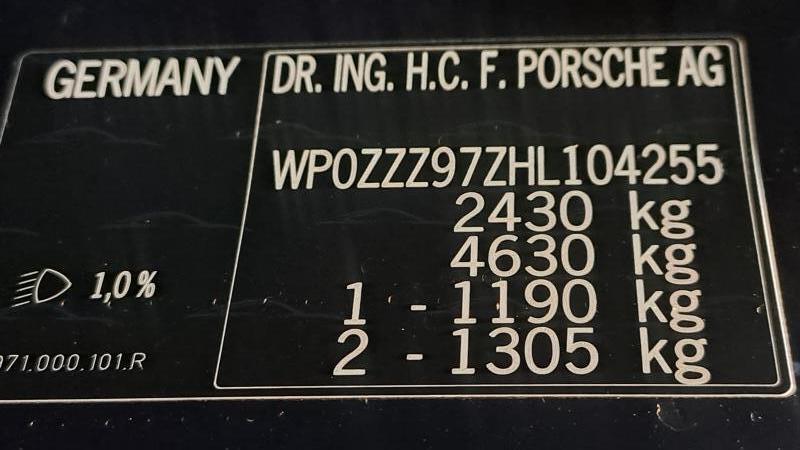 GERMANY
DR. ING. H.C. F. PORSCHE AG
WP0ZZZ97ZHL104255
2430 kg
4630 kg
1,0%
1 - 1190 kg
2 - 1305 kg
971.000.101.R